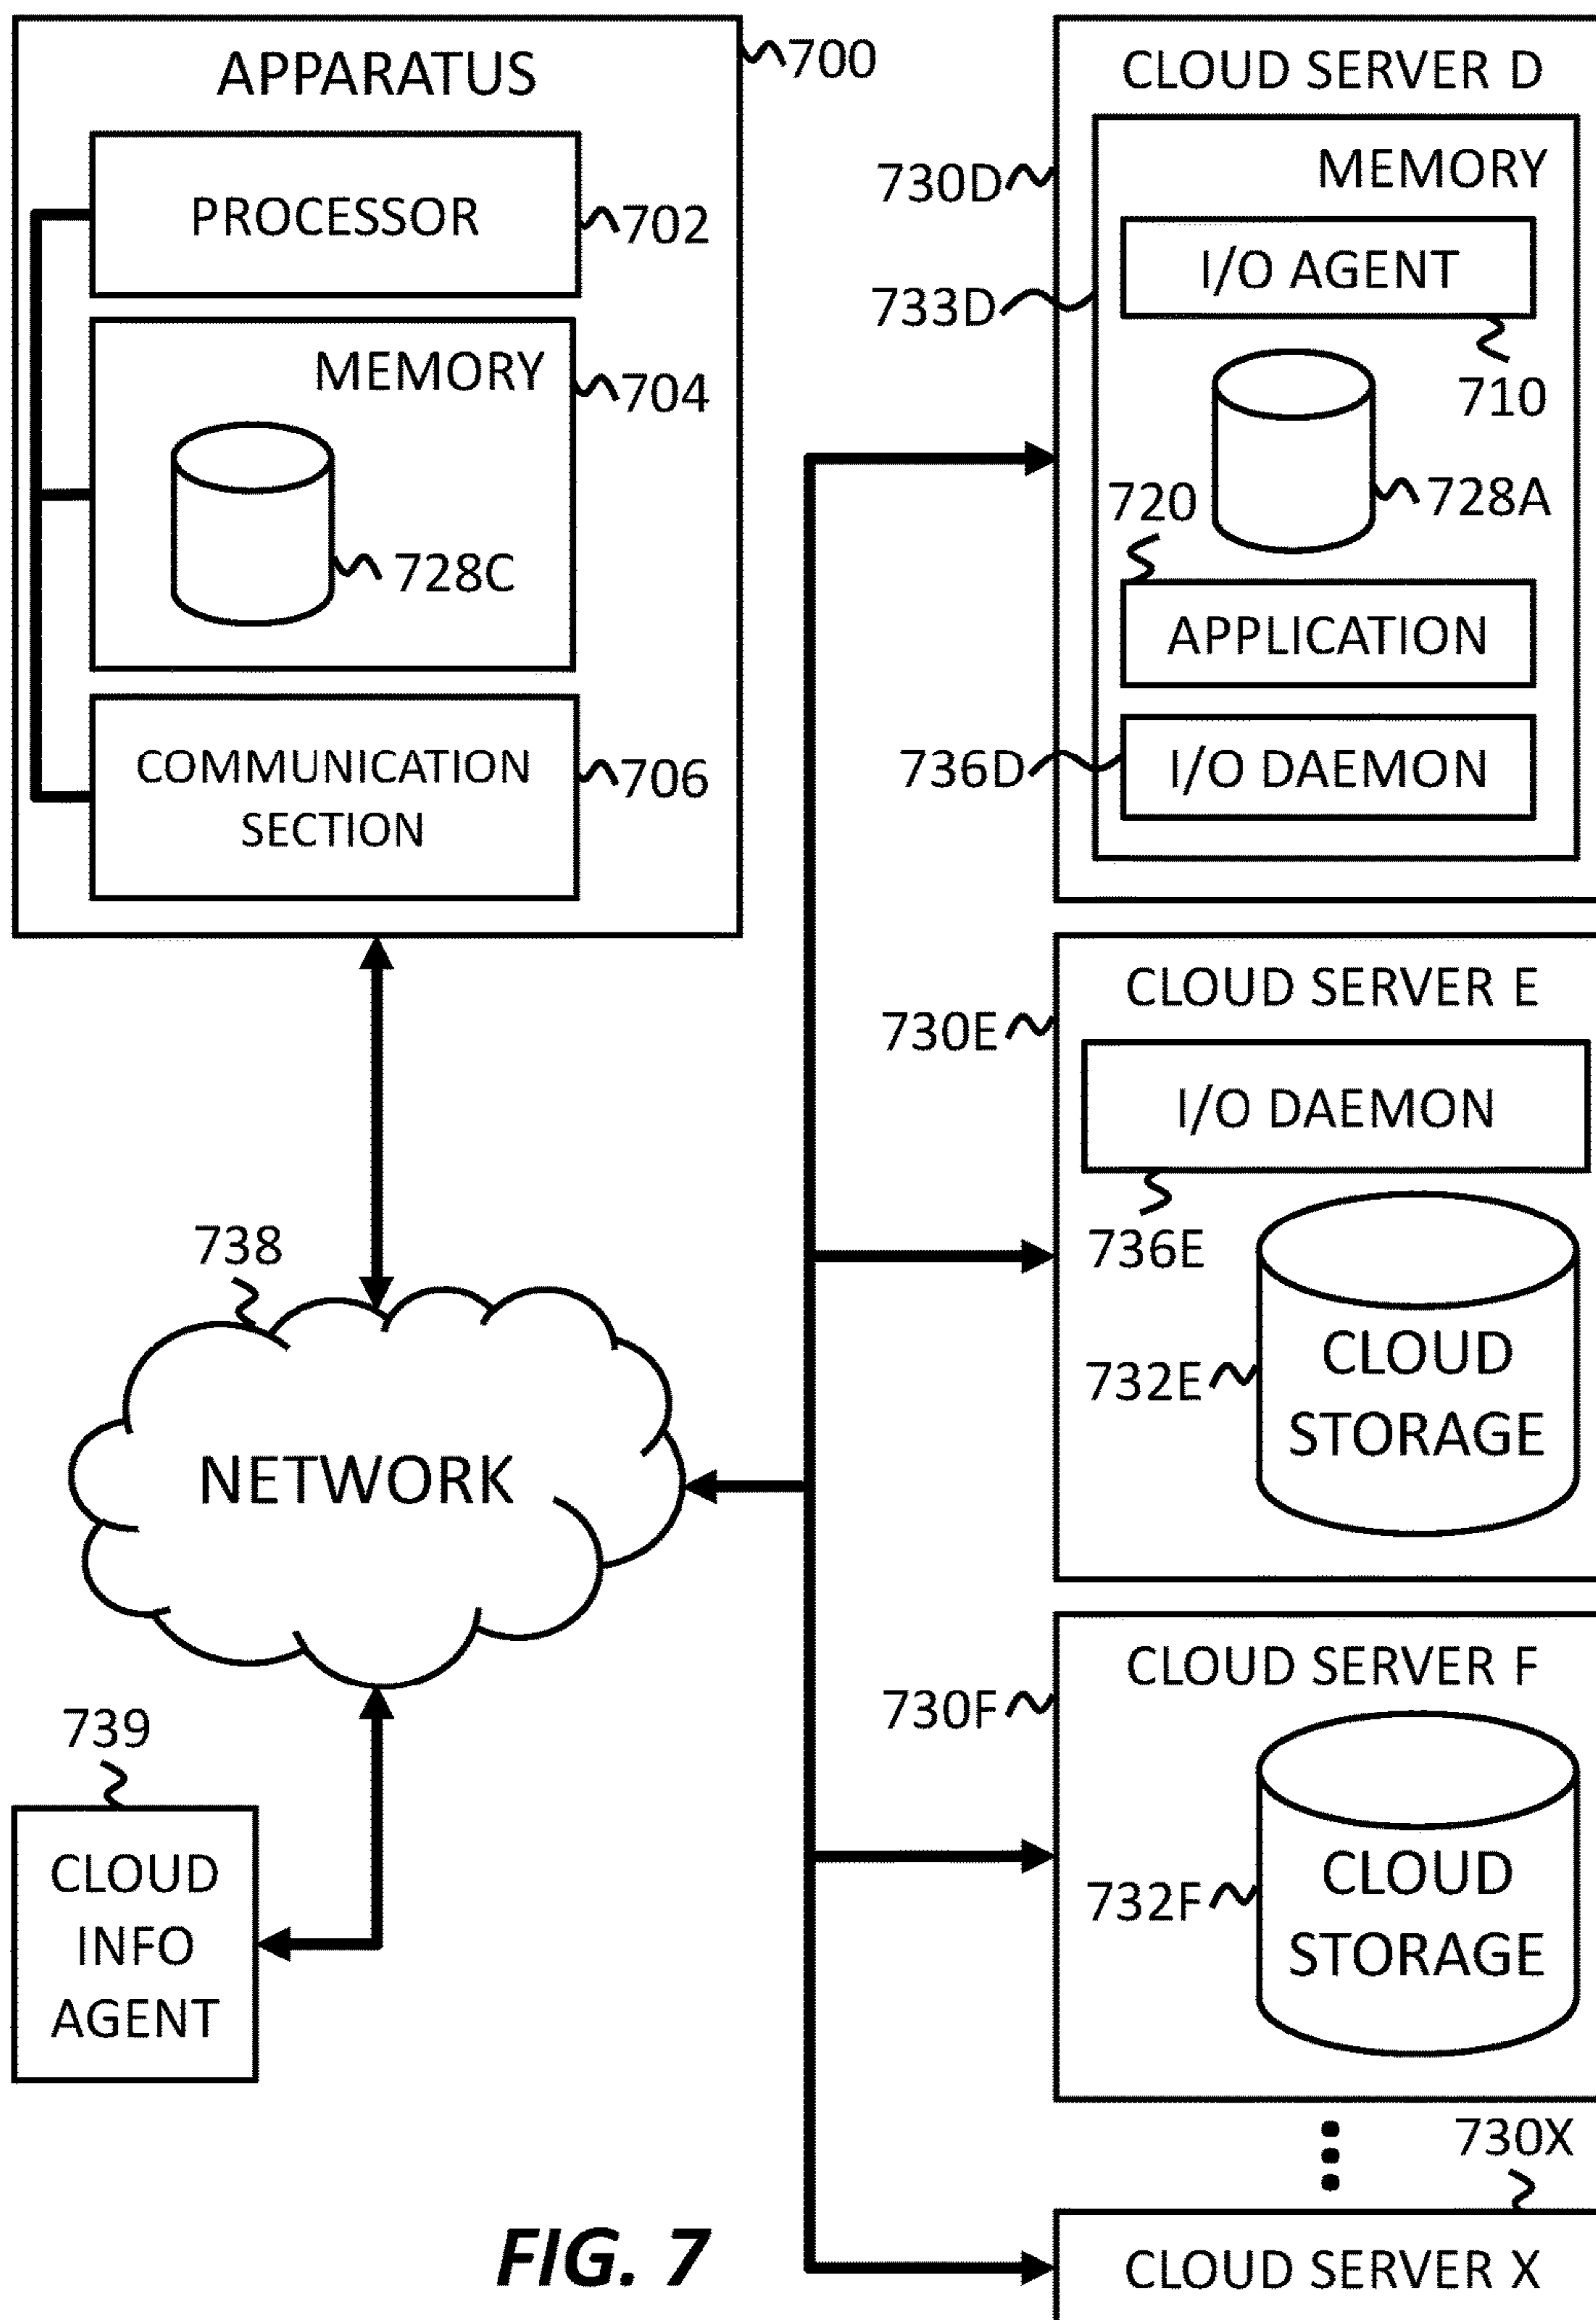 APPARATUS
700
PROCESSOR
702
MEMORY
704
728C
COMMUNICATION
SECTION
706
CLOUD SERVER D
730D
MEMORY
733D
I/O AGENT
710
728A
720
APPLICATION
736D
I/O DAEMON
CLOUD SERVER E
730E
I/O DAEMON
736E
732E
CLOUD
STORAGE
738
NETWORK
CLOUD SERVER F
730F
732F
CLOUD
STORAGE
739
CLOUD
INFO
AGENT
730X
CLOUD SERVER X
FIG. 7